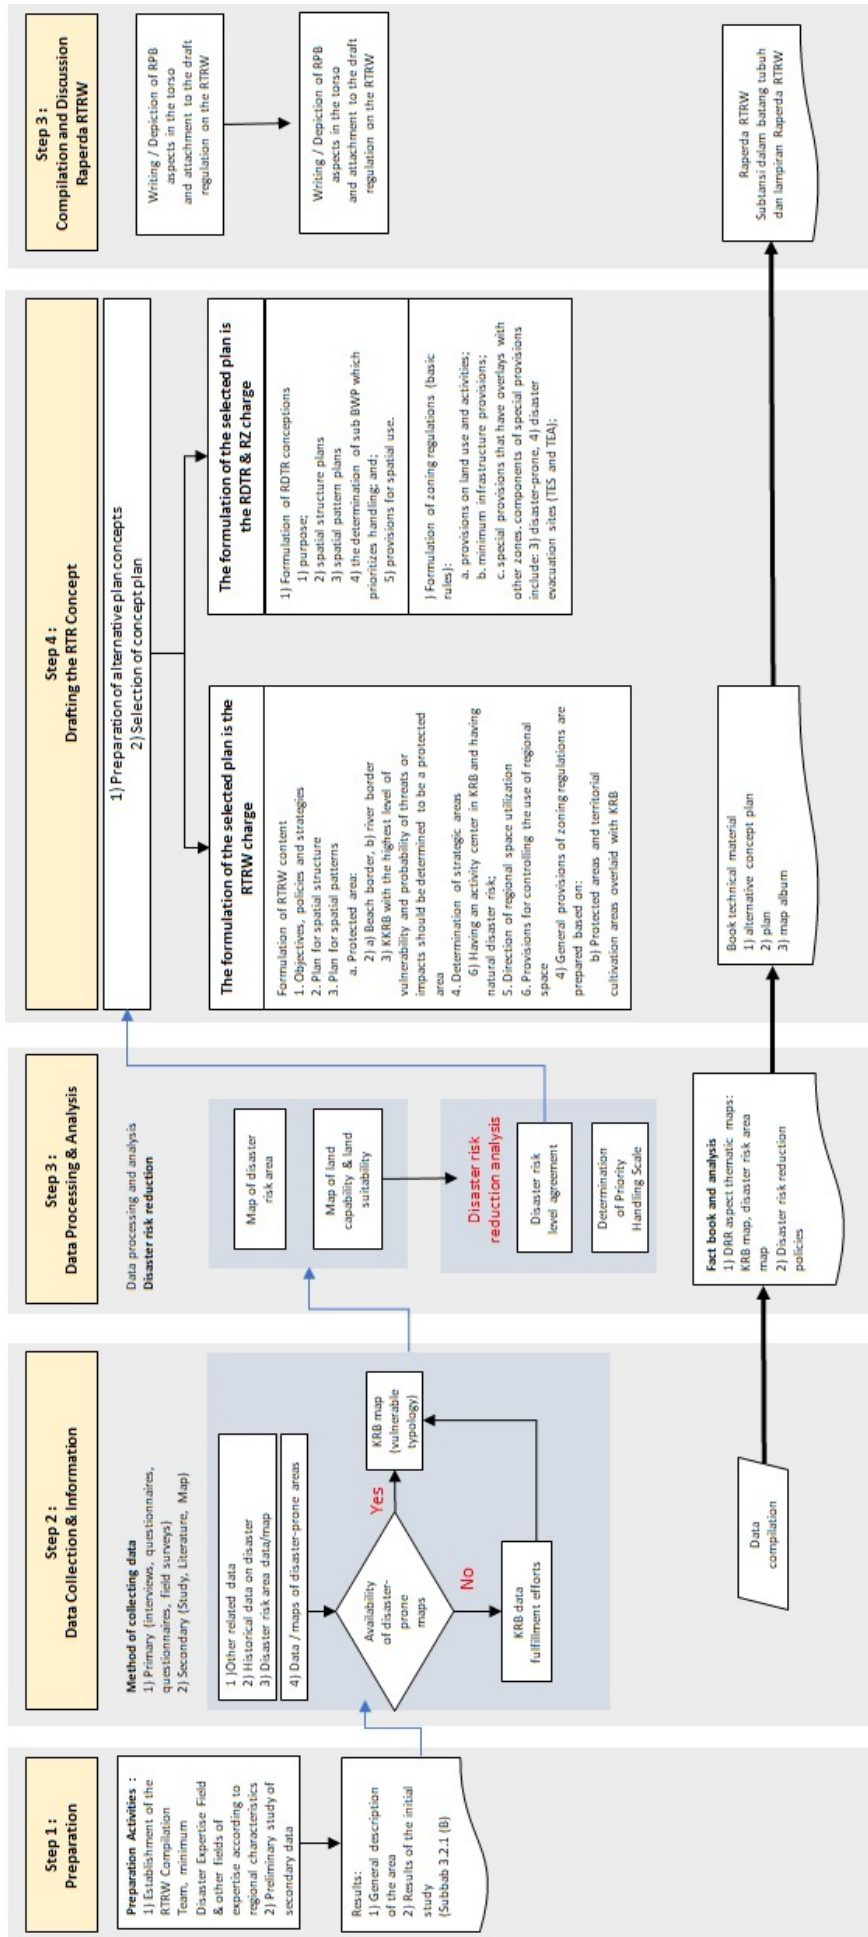 Step 1 :
Preparation
Preparation Activities :
1) Establishment of the
RTRW Compilation
Team, minimum
Disaster Expertise Field
& other fields of
expertise according to
regional characteristics
2) Preliminary study of
secondary data
Results:
1) General description
of the area
2) Results of the initial
study
(Subbab 3.2.1 (B)
Step 2 :
Data Collection & Information
Method of collecting data
1) Primary (interviews, questionnaires,
questionnaires, field surveys)
2) Secondary (Study, Literature, Map)
1 )Other related data
2) Historical data on disaster
3) Disaster risk area data/map
4) Data / maps of disaster-prone areas
Availability
of disaster-
prone
maps
Yes
No
KRB map
(vulnerable
typology)
KRB data
fulfillment efforts
Data
compilation
Step 3 :
Data Processing & Analysis
Data processing and analysis
Disaster risk reduction
Map of disaster
risk area
Map of land
capability & land
suitability
Disaster risk
reduction analysis
Disaster risk
level agreement
Determination
of Priority
Handling Scale
Fact book and analysis
1) DRR aspect thematic maps:
KRB map, disaster risk area
map
2) Disaster risk reduction
policies
Step 4 :
Drafting the RTR Concept
1) Preparation of alternative plan concepts
2) Selection of concept plan
The formulation of the selected plan is the
RTRW charge
Formulation of RTRW content
1. Objectives, policies and strategies
2. Plan for spatial structure
3. Plan for spatial patterns
a. Protected area:
2) a) Beach border, b) river border
3) KKRB with the highest level of
vulnerability and probability of threats or
impacts should be determined to be a protected
area
4. Determination of strategic areas
6) Having an activity center in KRB and having
natural disaster risk;
5. Direction of regional space utilization
6. Provisions for controlling the use of regional
space
4) General provisions of zoning regulations are
prepared based on:
b) Protected areas and territorial
cultivation areas overlaid with KRB
The formulation of the selected plan is
the RDTR & RZ charge
1) Formulation of RDTR conceptions
1) purpose;
2) spatial structure plans
3) spatial pattern plans
4) the determination of sub BWP which
prioritizes handling; and;
5) provisions for spatial use.
) Formulation of zoning regulations (basic
rules):
a. provisions on land use and activities;
b. minimum infrastructure provisions;
c. special provisions that have overlays with
other zones. components of special provisions
include: 3) disaster-prone, 4) disaster
evacuation sites (TES and TEA);
Book technical material
1) alternative concept plan
2) plan
3) map album
Step 3 :
Compilation and Discussion
Raperda RTRW
Writing / Depiction of RPB
aspects in the torso
and attachment to the draft
regulation on the RTRW
Writing / Depiction of RPB
aspects in the torso
and attachment to the draft
regulation on the RTRW
Raperda RTRW
Subtansi dalam batang tubuh
dan lampiran Raperda RTRW